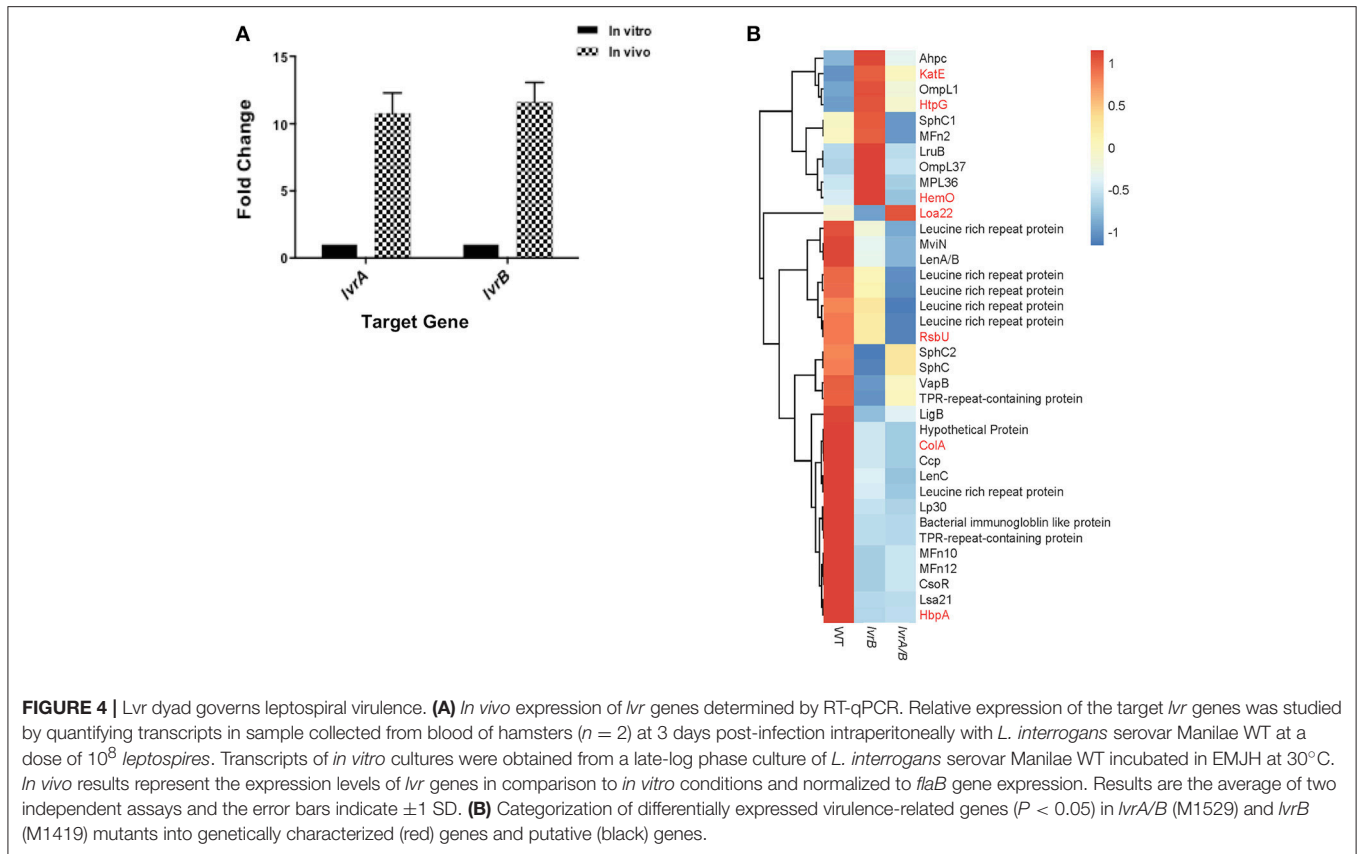 A
In vitro
In vivo
15
10
5
0
Fold Change
lvrA
lvrB
Target Gene
B
Ahpc
KatE
OmpL1
HtpG
SphC1
MFn2
LruB
OmpL37
MPL36
HemO
Loa22
Leucine rich repeat protein
MviN
LenA/B
Leucine rich repeat protein
Leucine rich repeat protein
Leucine rich repeat protein
Leucine rich repeat protein
RsbU
SphC2
SphC
VapB
TPR-repeat-containing protein
LigB
Hypothetical Protein
ColA
Ccp
LenC
Leucine rich repeat protein
Lp30
Bacterial immunogloblin like protein
TPR-repeat-containing protein
MFn10
MFn12
CsoR
Lsa21
HbpA
WT
lvrB
lvrA/B
1
0.5
0
-0.5
-1
FIGURE 4 | Lvr dyad governs leptospiral virulence. (A) In vivo expression of lvr genes determined by RT-qPCR. Relative expression of the target lvr genes was studied
by quantifying transcripts in sample collected from blood of hamsters (n = 2) at 3 days post-infection intraperitoneally with L. interrogans serovar Manilae WT at a
dose of 10⁸ leptospires. Transcripts of in vitro cultures were obtained from a late-log phase culture of L. interrogans serovar Manilae WT incubated in EMJH at 30°C.
In vivo results represent the expression levels of lvr genes in comparison to in vitro conditions and normalized to flaB gene expression. Results are the average of two
independent assays and the error bars indicate ±1 SD. (B) Categorization of differentially expressed virulence-related genes (P < 0.05) in lvrA/B (M1529) and lvrB
(M1419) mutants into genetically characterized (red) genes and putative (black) genes.